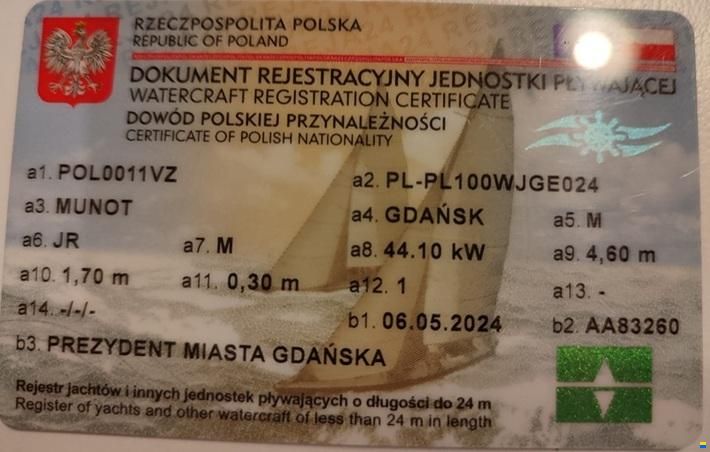 RZECZPOSPOLITA POLSKA
REPUBLIC OF POLAND
DOKUMENT REJESTRACYJNY JEDNOSTKI PŁYWAJĄCEJ
WATERCRAFT REGISTRATION CERTIFICATE
DOWÓD POLSKIEJ PRZYNALEŻNOŚCI
CERTIFICATE OF POLISH NATIONALITY
a1. POL0011VZ a2. PL-PL100WJGE024
a3. MUNOT a4. GDAŃSK a5. M
a6. JR a7. M a8. 44.10 kW a9. 4,60 m
a10. 1,70 m a11. 0,30 m a12. 1 a13. -
a14. -/-/- b1. 06.05.2024 b2. AA83260
b3. PREZYDENT MIASTA GDAŃSKA
Rejestr jachtów i innych jednostek pływających o długości do 24 m
Register of yachts and other watercraft of less than 24 m in length